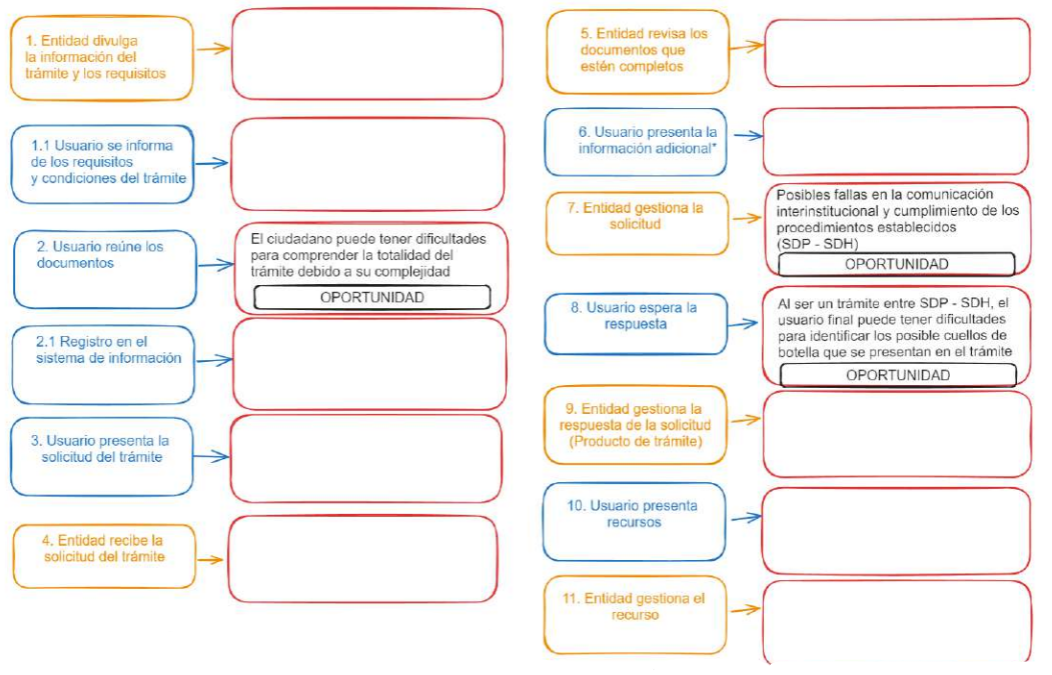 1. Entidad divulga
la información del
trámite y los requisitos
1.1 Usuario se informa
de los requisitos
y condiciones del trámite
2. Usuario reúne los
documentos
El ciudadano puede tener dificultades
para comprender la totalidad del
trámite debido a su complejidad
OPORTUNIDAD
2.1 Registro en el
sistema de información
3. Usuario presenta la
solicitud del trámite
4. Entidad recibe la
solicitud del trámite
5. Entidad revisa los
documentos que
estén completos
6. Usuario presenta la
información adicional*
7. Entidad gestiona la
solicitud
Posibles fallas en la comunicación
interinstitucional y cumplimiento de los
procedimientos establecidos
(SDP - SDH)
OPORTUNIDAD
8. Usuario espera la
respuesta
Al ser un trámite entre SDP - SDH, el
usuario final puede tener dificultades
para identificar los posible cuellos de
botella que se presentan en el trámite
OPORTUNIDAD
9. Entidad gestiona la
respuesta de la solicitud
(Producto de trámite)
10. Usuario presenta
recursos
11. Entidad gestiona el
recurso